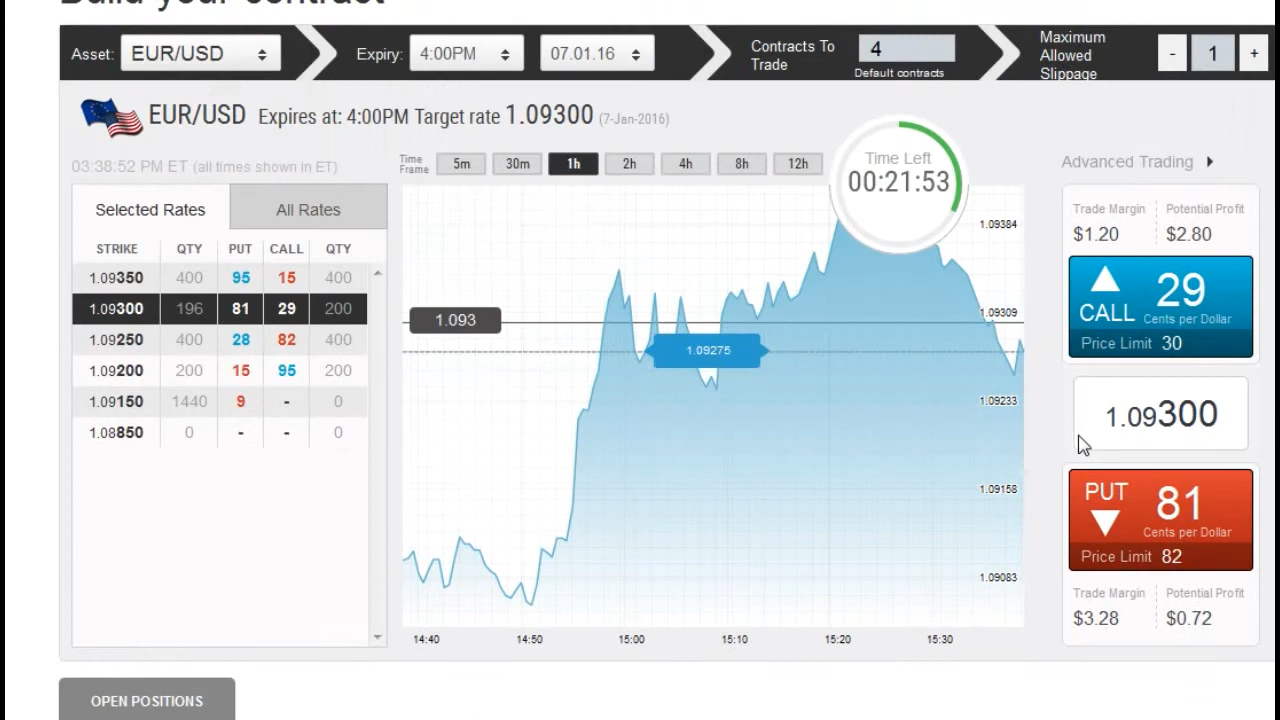 Build your contract
Asset: EUR/USD Expiry: 4:00PM 07.01.16 Contracts To Trade 4 Default contracts Maximum Allowed Slippage - 1 +
EUR/USD Expires at: 4:00PM Target rate 1.09300 (7-Jan-2016)
03:38:52 PM ET (all times shown in ET)
Time Frame 5m 30m 1h 2h 4h 8h 12h
Time Left
00:21:53
Advanced Trading
Selected Rates All Rates
STRIKE QTY PUT CALL QTY
1.09350 400 95 15 400
1.09300 196 81 29 200
1.09250 400 28 82 400
1.09200 200 15 95 200
1.09150 1440 9 - 0
1.08850 0 - - 0
1.093
1.09275
1.09384
1.09309
1.09233
1.09158
1.09083
14:40 14:50 15:00 15:10 15:20 15:30
Trade Margin Potential Profit
$1.20 $2.80
CALL 29
Cents per Dollar
Price Limit 30
1.09300
PUT 81
Cents per Dollar
Price Limit 82
Trade Margin Potential Profit
$3.28 $0.72
OPEN POSITIONS